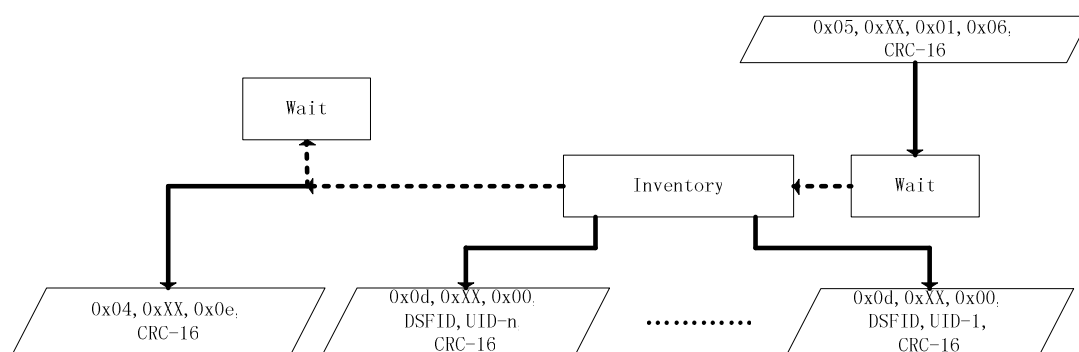 0x05, 0xXX, 0x01, 0x06,
CRC-16
Wait
Inventory
Wait
0x04, 0xXX, 0x0e,
CRC-16
0x0d, 0xXX, 0x00,
DSFID, UID-n
CRC-16
0x0d, 0xXX, 0x00,
DSFID, UID-1,
CRC-16